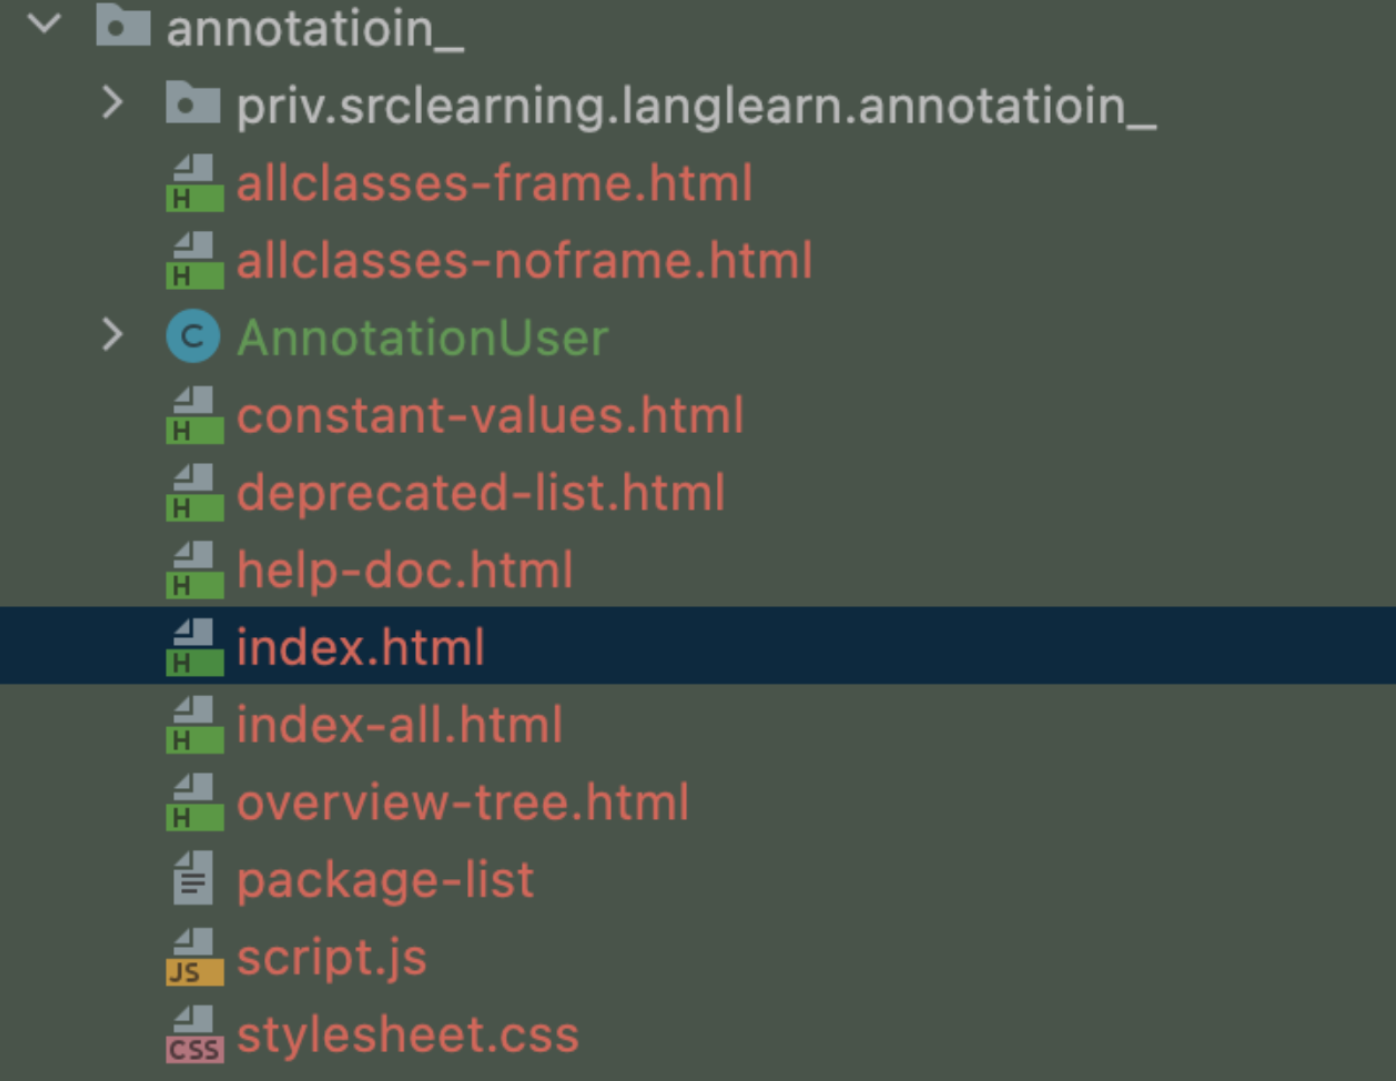 annotatioin_
priv.srclearning.langlearn.annotatioin_
H allclasses-frame.html
H allclasses-noframe.html
C AnnotationUser
H constant-values.html
H deprecated-list.html
H help-doc.html
H index.html
H index-all.html
H overview-tree.html
package-list
JS script.js
CSS stylesheet.css